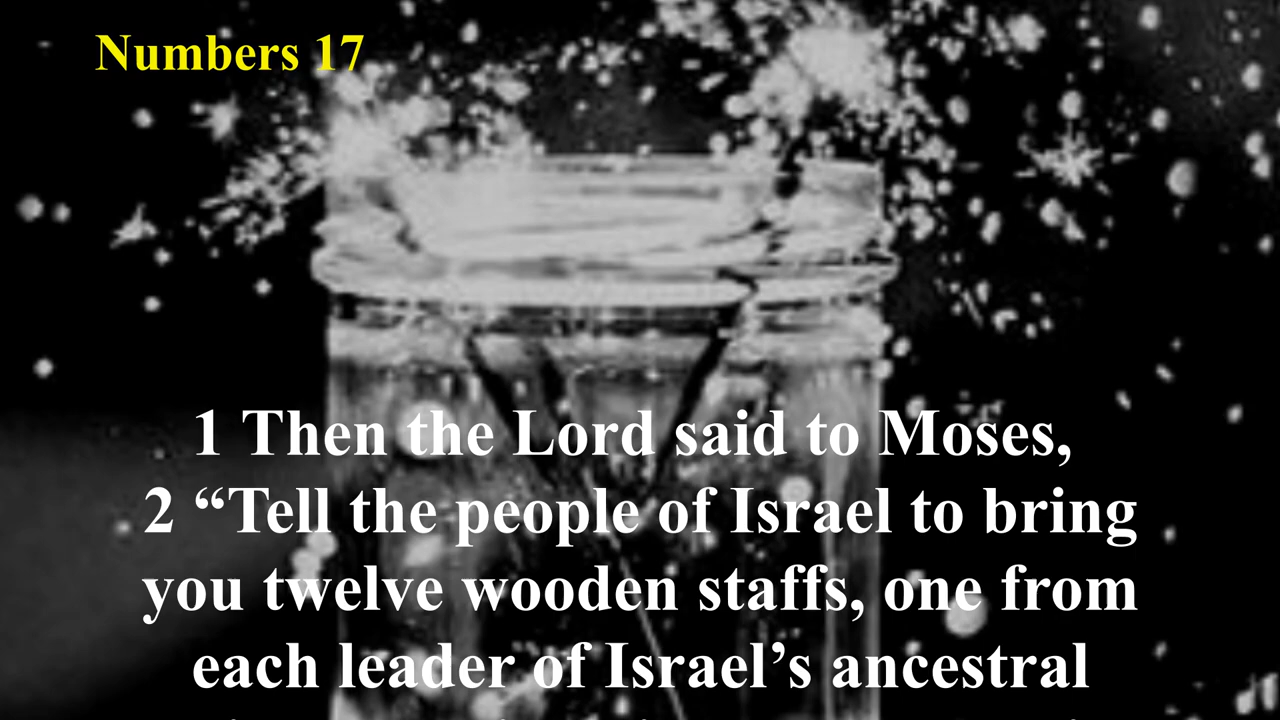 Numbers 17
1 Then the Lord said to Moses,
2 “Tell the people of Israel to bring
you twelve wooden staffs, one from
each leader of Israel’s ancestral